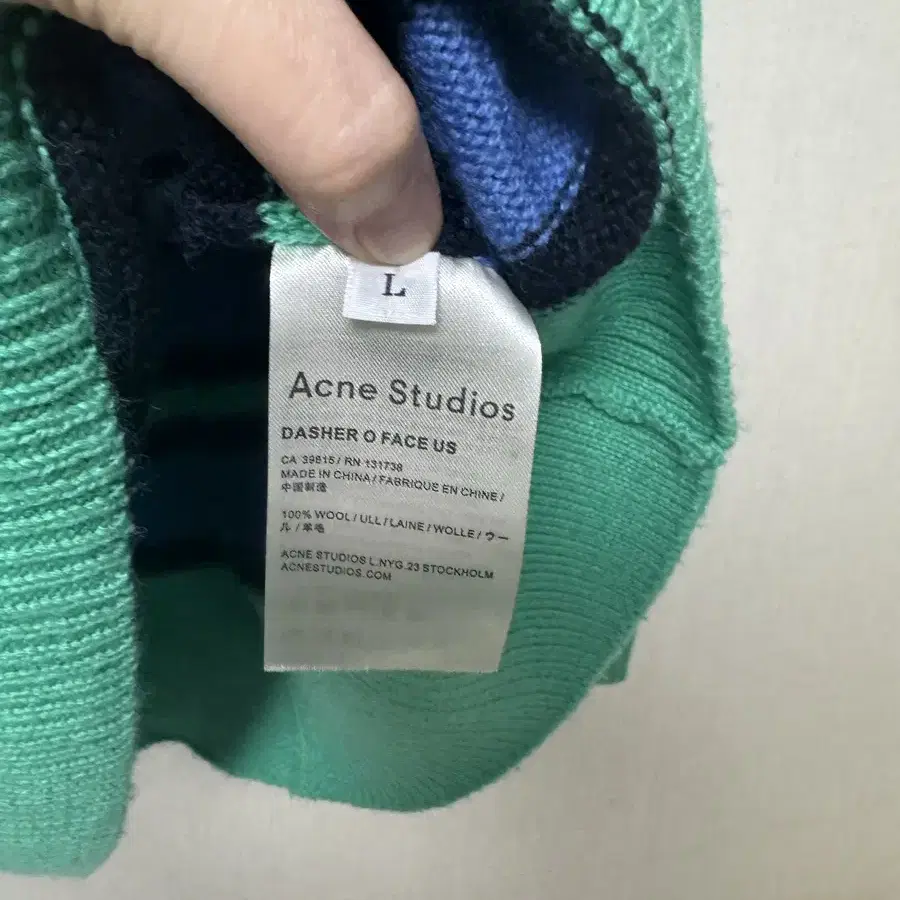 L
Acne Studios
DASHER O FACE US
CA 39815 / RN 131738
MADE IN CHINA / FABRIQUE EN CHINE /
中国制造
100% WOOL / ULL / LAINE / WOLLE / ウー
ル / 羊毛
ACNE STUDIOS L.NYG.23 STOCKHOLM
ACNESTUDIOS.COM